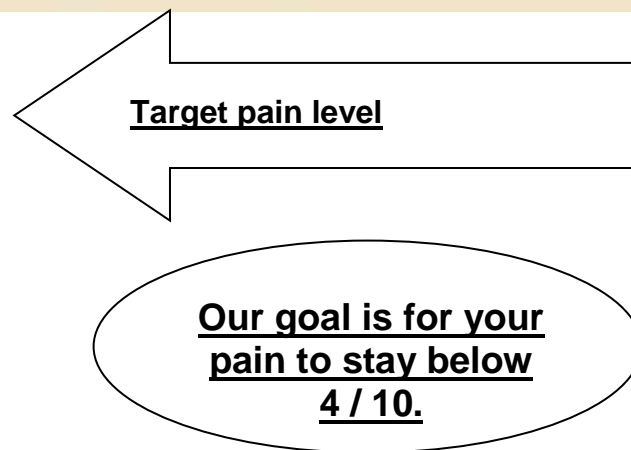 Target pain level
Our goal is for your
pain to stay below
4 / 10.